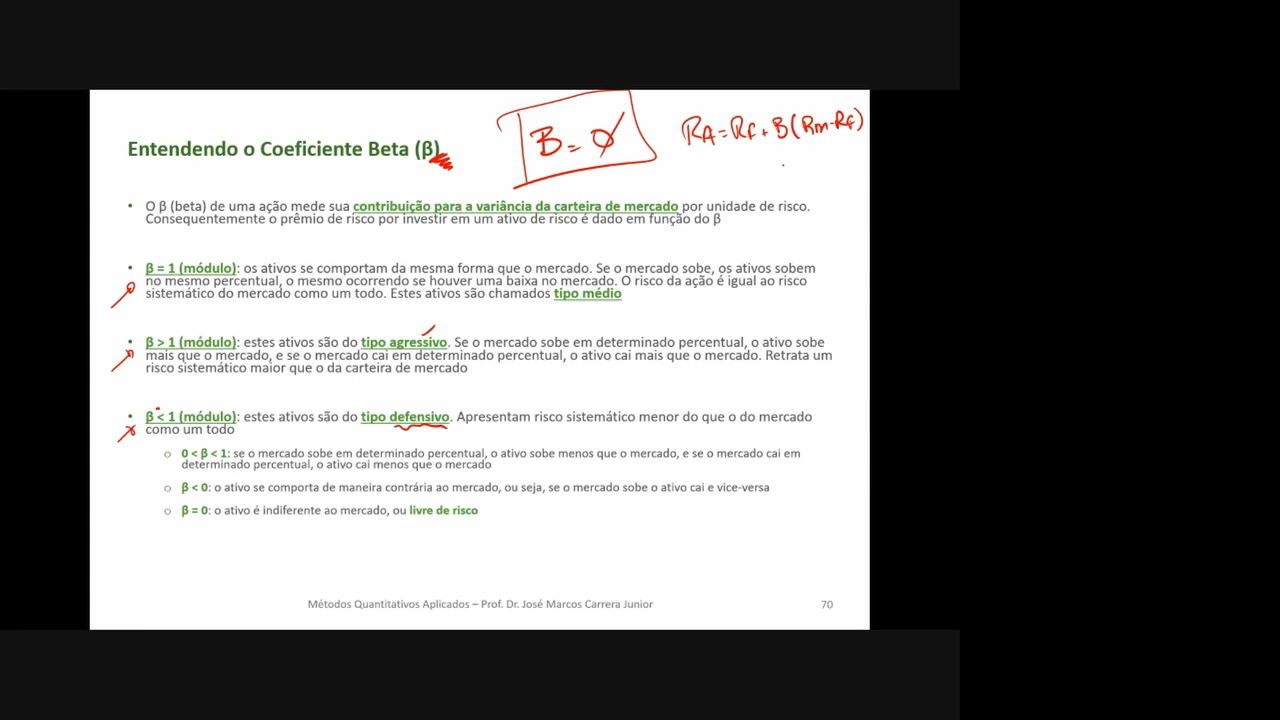 B = 0
RA = RF + B(Rm - RF)
Entendendo o Coeficiente Beta (β)
• O β (beta) de uma ação mede sua contribuição para a variância da carteira de mercado por unidade de risco.
Consequentemente o prêmio de risco por investir em um ativo de risco é dado em função do β
• β = 1 (módulo): os ativos se comportam da mesma forma que o mercado. Se o mercado sobe, os ativos sobem
no mesmo percentual, o mesmo ocorrendo se houver uma baixa no mercado. O risco da ação é igual ao risco
sistemático do mercado como um todo. Estes ativos são chamados tipo médio
• β > 1 (módulo): estes ativos são do tipo agressivo. Se o mercado sobe em determinado percentual, o ativo sobe
mais que o mercado, e se o mercado cai em determinado percentual, o ativo cai mais que o mercado. Retrata um
risco sistemático maior que o da carteira de mercado
• β < 1 (módulo): estes ativos são do tipo defensivo. Apresentam risco sistemático menor do que o do mercado
como um todo
o 0 < β < 1: se o mercado sobe em determinado percentual, o ativo sobe menos que o mercado, e se o mercado cai em
determinado percentual, o ativo cai menos que o mercado
o β < 0: o ativo se comporta de maneira contrária ao mercado, ou seja, se o mercado sobe o ativo cai e vice-versa
o β = 0: o ativo é indiferente ao mercado, ou livre de risco
Métodos Quantitativos Aplicados – Prof. Dr. José Marcos Carrera Junior
70